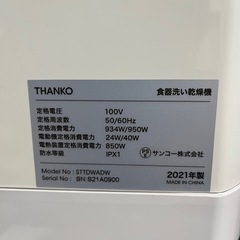 THANKO 食器洗い乾燥機
定格電圧 100V
定格周波数 50/60Hz
定格消費電力 934W/950W
電動機定格消費電力 24W/40W
電熱装置定格消費電力 850W
防水等級 IPX1
PS E サンコー株式会社
Model No : STTDWADW
Serial No : BN S21A0900
2021年製
MADE IN CHINA